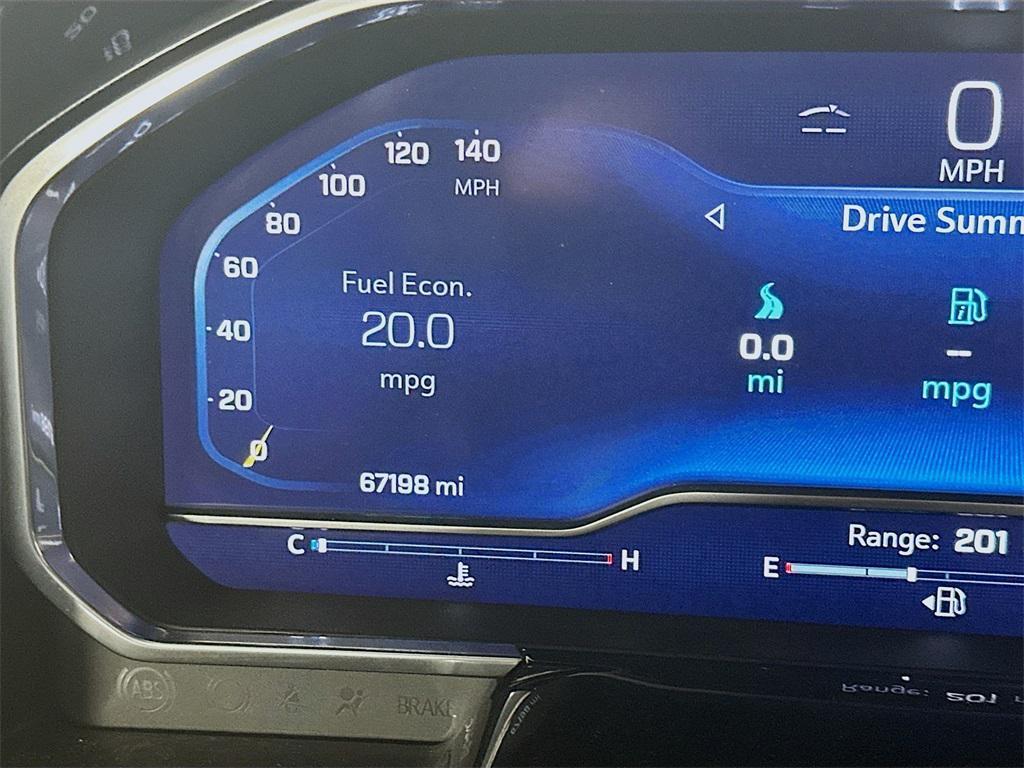 0
MPH
120 140
MPH
100
80
60
40
20
0
Drive Summ
Fuel Econ.
20.0
mpg
0.0
mi
--
mpg
67198 mi
Range: 201
C H
E
ABS
BRAKE